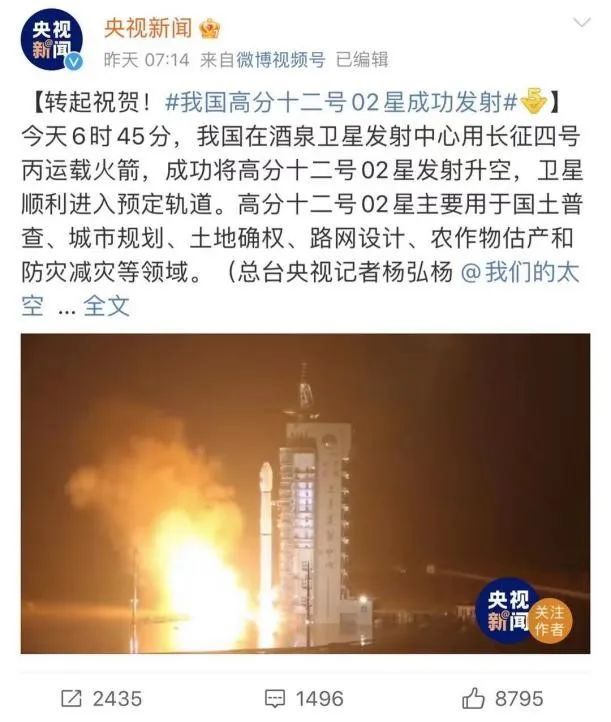 央视
新闻
央视新闻
昨天 07:14 来自微博视频号 已编辑
【转起祝贺！#我国高分十二号02星成功发射#】
今天6时45分，我国在酒泉卫星发射中心用长征四号
丙运载火箭，成功将高分十二号02星发射升空，卫星
顺利进入预定轨道。高分十二号02星主要用于国土普
查、城市规划、土地确权、路网设计、农作物估产和
防灾减灾等领域。（总台央视记者杨弘杨 @我们的太
空 ... 全文
央视
新闻
关注
作者
2435 1496 8795